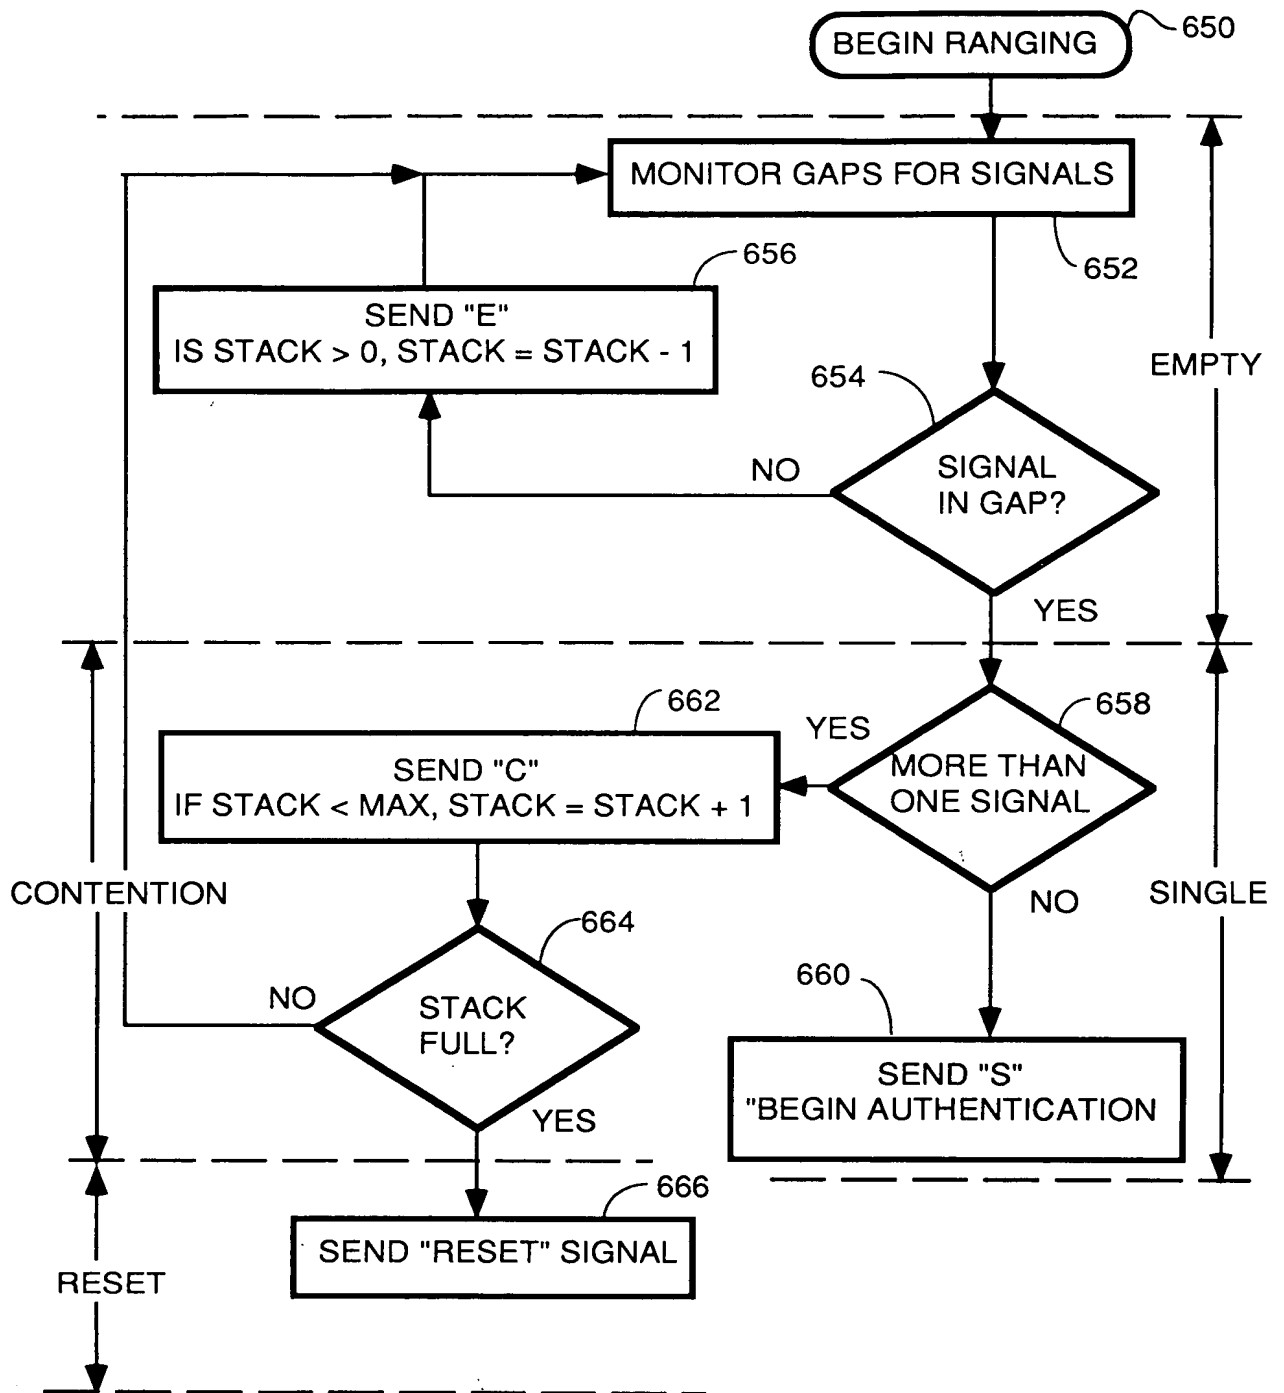 650
BEGIN RANGING
MONITOR GAPS FOR SIGNALS
652
656
SEND "E"
IS STACK > 0, STACK = STACK - 1
EMPTY
654
SIGNAL
IN GAP?
NO
YES
662
658
YES
MORE THAN
ONE SIGNAL
SEND "C"
IF STACK < MAX, STACK = STACK + 1
CONTENTION
SINGLE
NO
664
660
NO
STACK
FULL?
SEND "S"
"BEGIN AUTHENTICATION
YES
666
SEND "RESET" SIGNAL
RESET